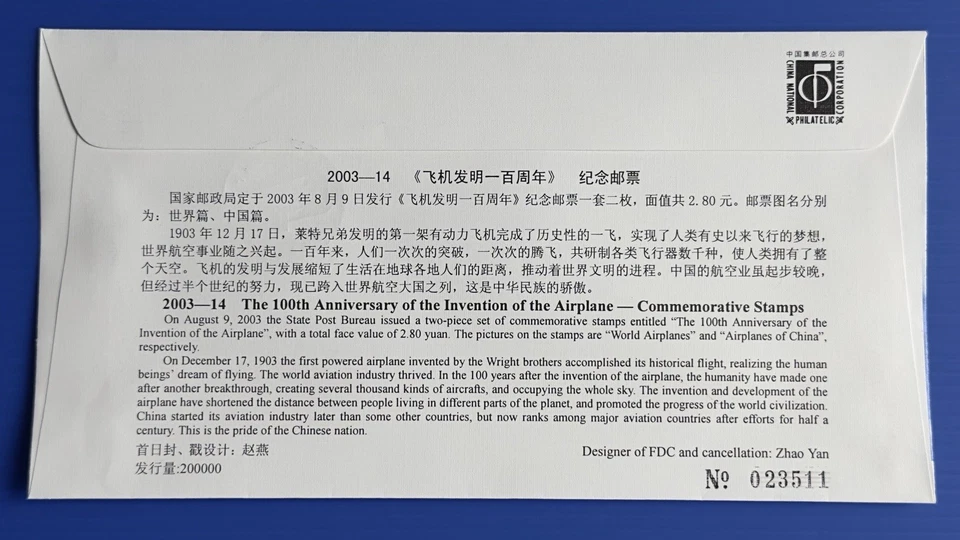 中国集邮总公司
CHINA NATIONAL
PHILATELIC
CORPORATION
2003—14 《飞机发明一百周年》 纪念邮票
国家邮政局定于 2003 年 8 月 9 日发行《飞机发明一百周年》纪念邮票一套二枚，面值共 2.80 元。邮票图名分别
为：世界篇、中国篇。
1903 年 12 月 17 日，莱特兄弟发明的第一架有动力飞机完成了历史性的一飞，实现了人类有史以来飞行的梦想，
世界航空事业随之兴起。一百年来，人们一次次的突破，一次次的腾飞，共研制各类飞行器数千种，使人类拥有了整
个天空。飞机的发明与发展缩短了生活在地球各地人们的距离，推动着世界文明的进程。中国的航空业虽起步较晚，
但经过半个世纪的努力，现已跨入世界航空大国之列，这是中华民族的骄傲。
2003—14 The 100th Anniversary of the Invention of the Airplane — Commemorative Stamps
On August 9, 2003 the State Post Bureau issued a two-piece set of commemorative stamps entitled “The 100th Anniversary of the
Invention of the Airplane”, with a total face value of 2.80 yuan. The pictures on the stamps are “World Airplanes” and “Airplanes of China”,
respectively.
On December 17, 1903 the first powered airplane invented by the Wright brothers accomplished its historical flight, realizing the human
beings’ dream of flying. The world aviation industry thrived. In the 100 years after the invention of the airplane, the humanity have made one
after another breakthrough, creating several thousand kinds of aircrafts, and occupying the whole sky. The invention and development of the
airplane have shortened the distance between people living in different parts of the planet, and promoted the progress of the world civilization.
China started its aviation industry later than some other countries, but now ranks among major aviation countries after efforts for half a
century. This is the pride of the Chinese nation.
首日封、戳设计：赵燕
Designer of FDC and cancellation: Zhao Yan
发行量:200000
№ 023511